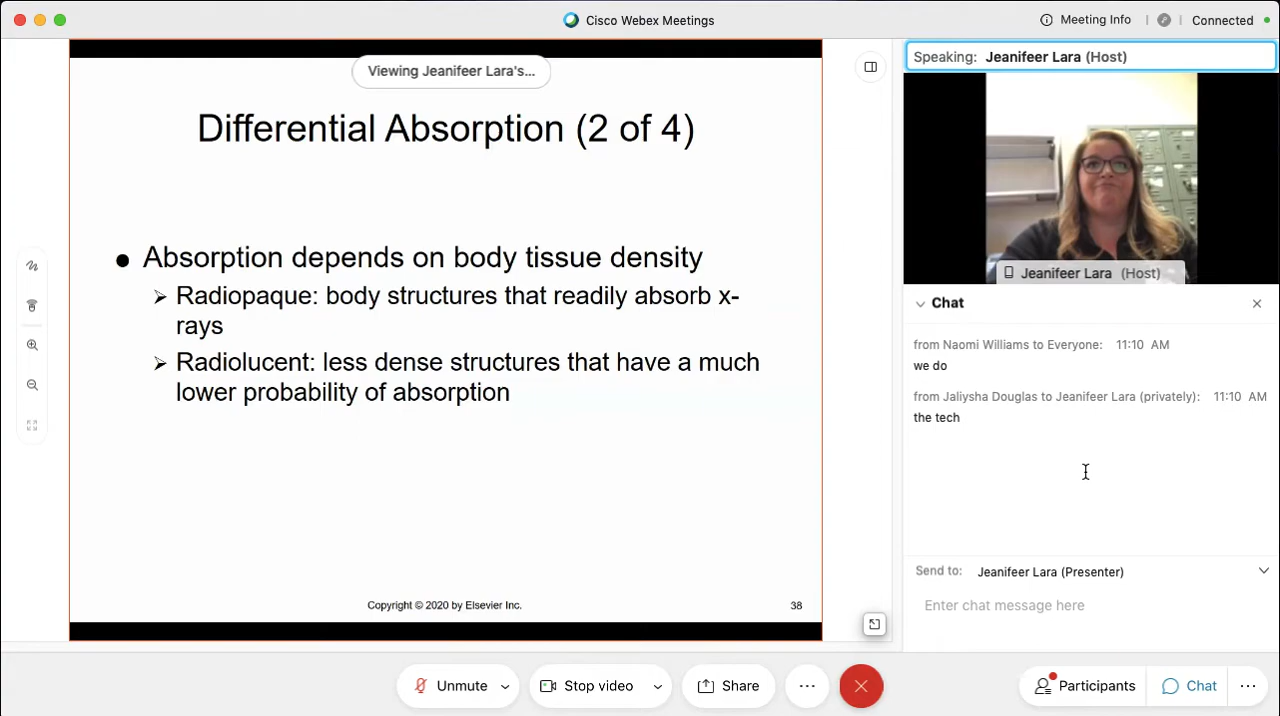 Cisco Webex Meetings
Meeting Info
Connected
Viewing Jeanifeer Lara's...
Speaking: Jeanifeer Lara (Host)
Differential Absorption (2 of 4)
Absorption depends on body tissue density
Radiopaque: body structures that readily absorb x-
rays
Radiolucent: less dense structures that have a much
lower probability of absorption
Copyright © 2020 by Elsevier Inc.
38
Jeanifeer Lara (Host)
Chat
from Naomi Williams to Everyone: 11:10 AM
we do
from Jaliysha Douglas to Jeanifeer Lara (privately): 11:10 AM
the tech
Send to: Jeanifeer Lara (Presenter)
Enter chat message here
Unmute
Stop video
Share
Participants
Chat